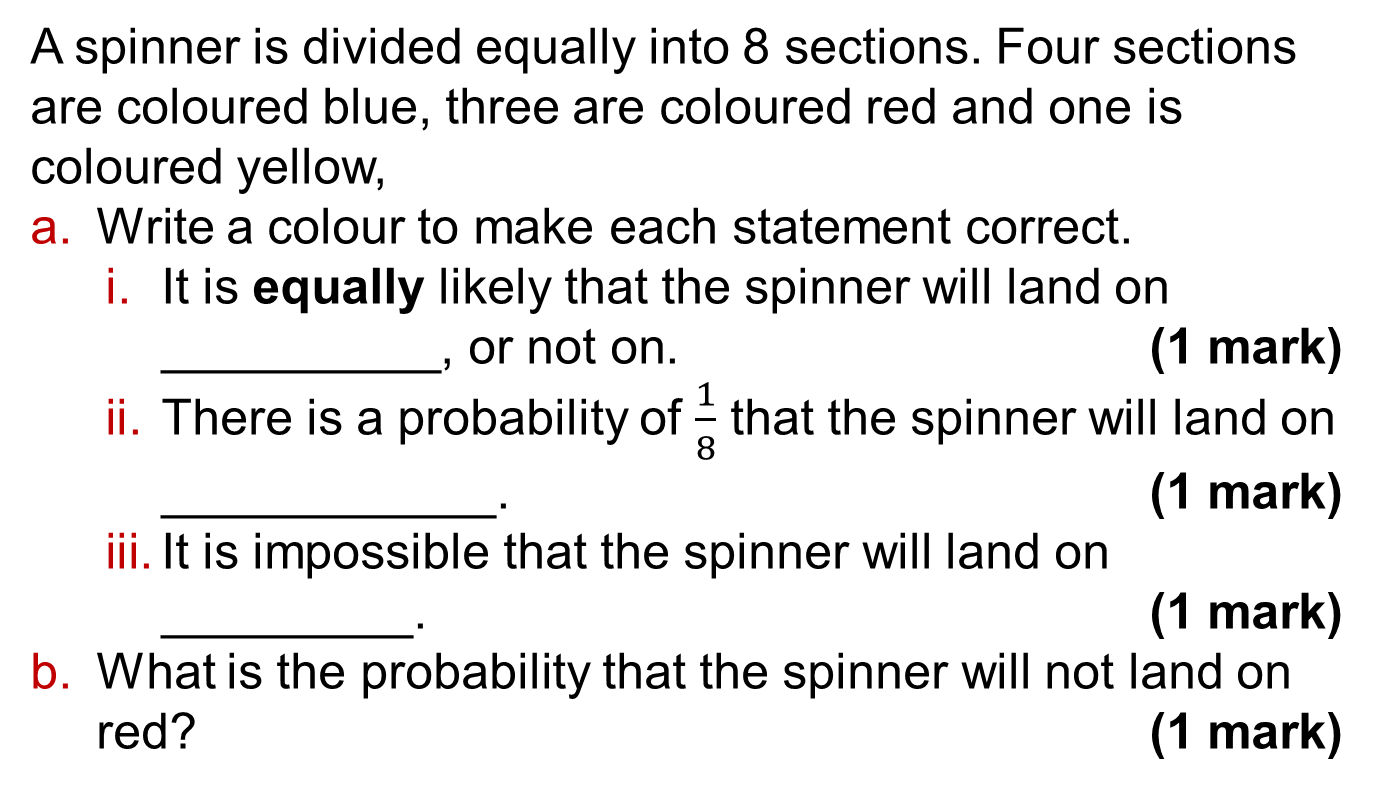 A spinner is divided equally into 8 sections. Four sections
are coloured blue, three are coloured red and one is
coloured yellow,
a. Write a colour to make each statement correct.
i. It is equally likely that the spinner will land on
__________, or not on. (1 mark)
ii. There is a probability of 1/8 that the spinner will land on
____________. (1 mark)
iii. It is impossible that the spinner will land on
_________. (1 mark)
b. What is the probability that the spinner will not land on
red? (1 mark)